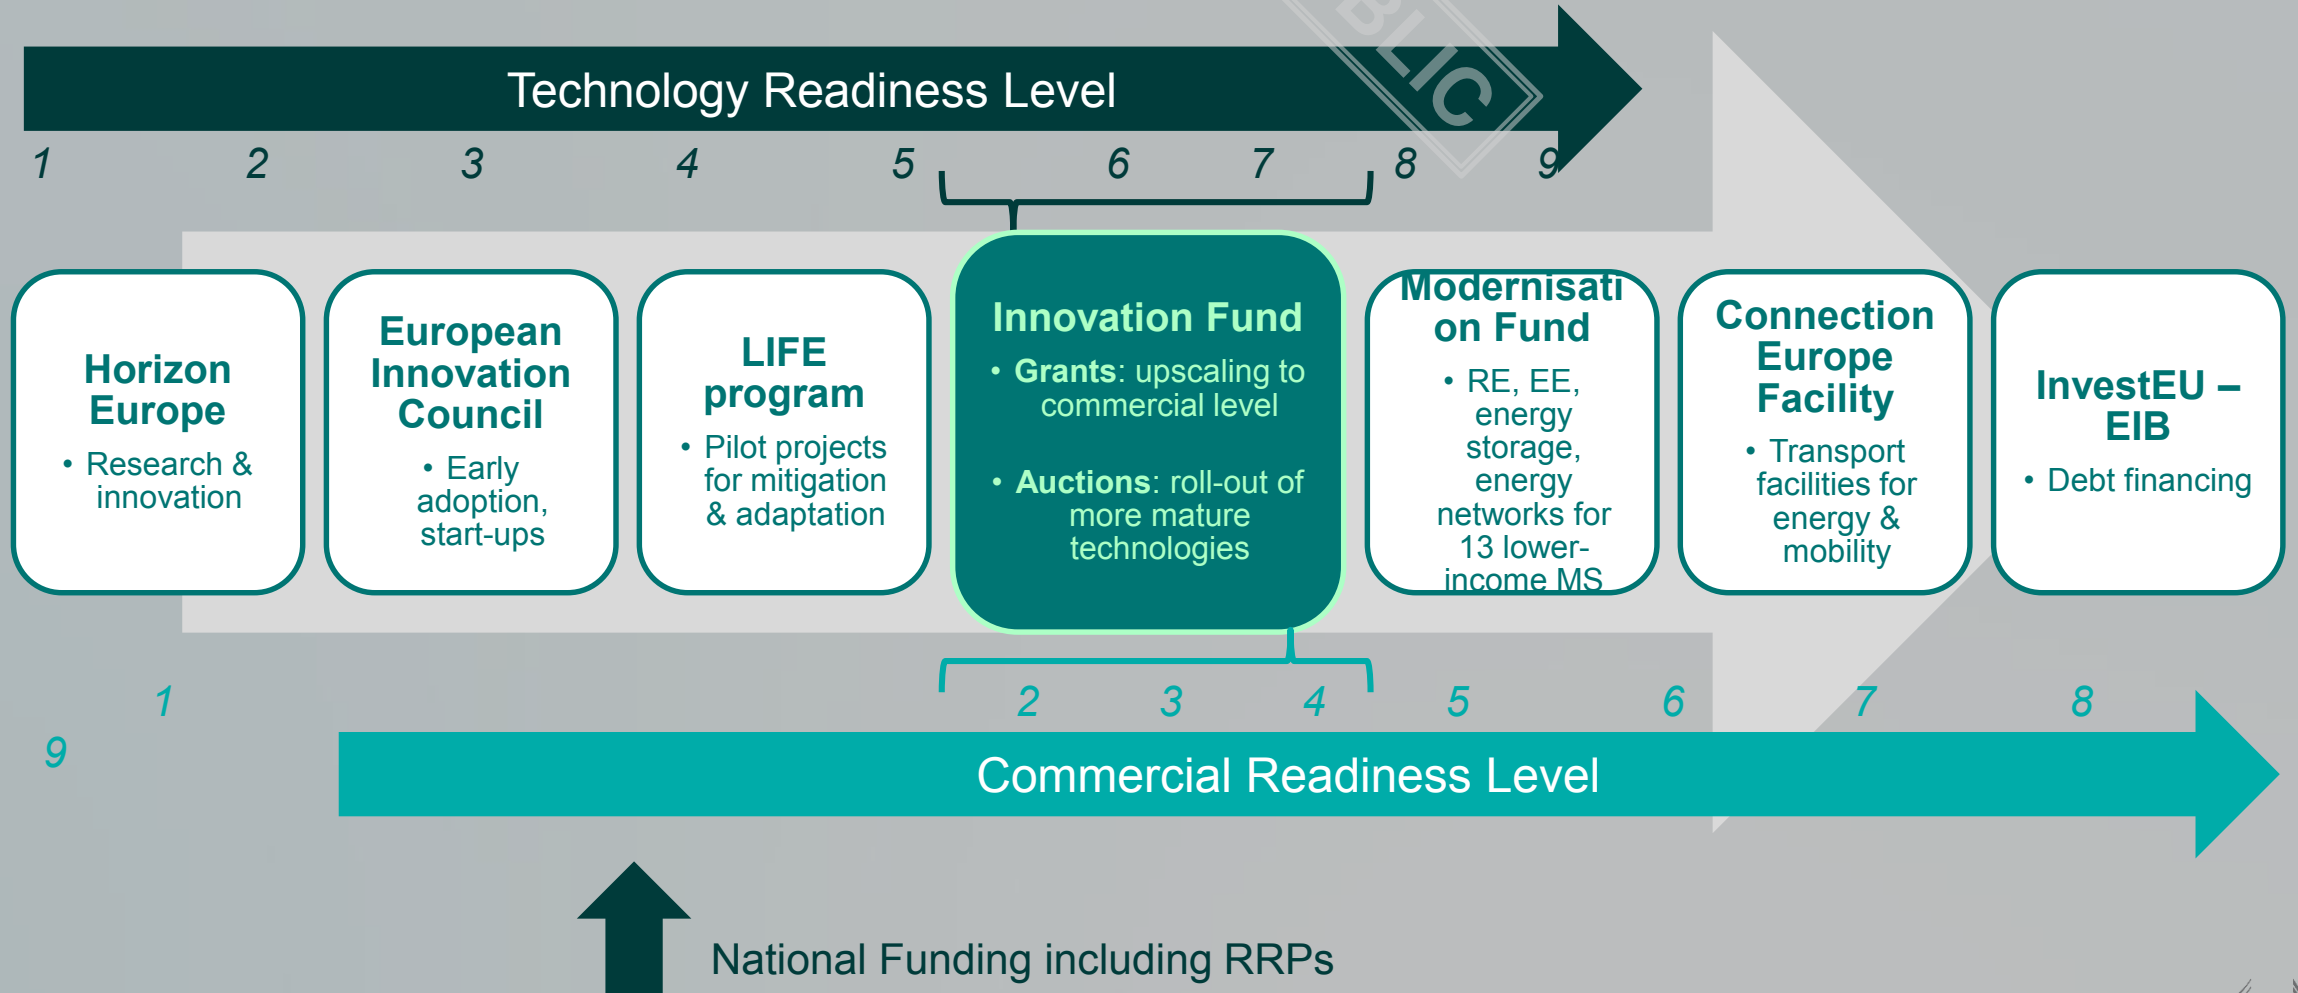 Technology Readiness Level
1 2 3 4 5 6 7 8 9
Horizon
Europe
• Research &
innovation
European
Innovation
Council
• Early
adoption,
start-ups
LIFE
program
• Pilot projects
for mitigation
& adaptation
Innovation Fund
• Grants: upscaling to
commercial level
• Auctions: roll-out of
more mature
technologies
Modernisati
on Fund
• RE, EE,
energy
storage,
energy
networks for
13 lower-
income MS
Connection
Europe
Facility
• Transport
facilities for
energy &
mobility
InvestEU –
EIB
• Debt financing
1 2 3 4 5 6 7 8
9
Commercial Readiness Level
National Funding including RRPs